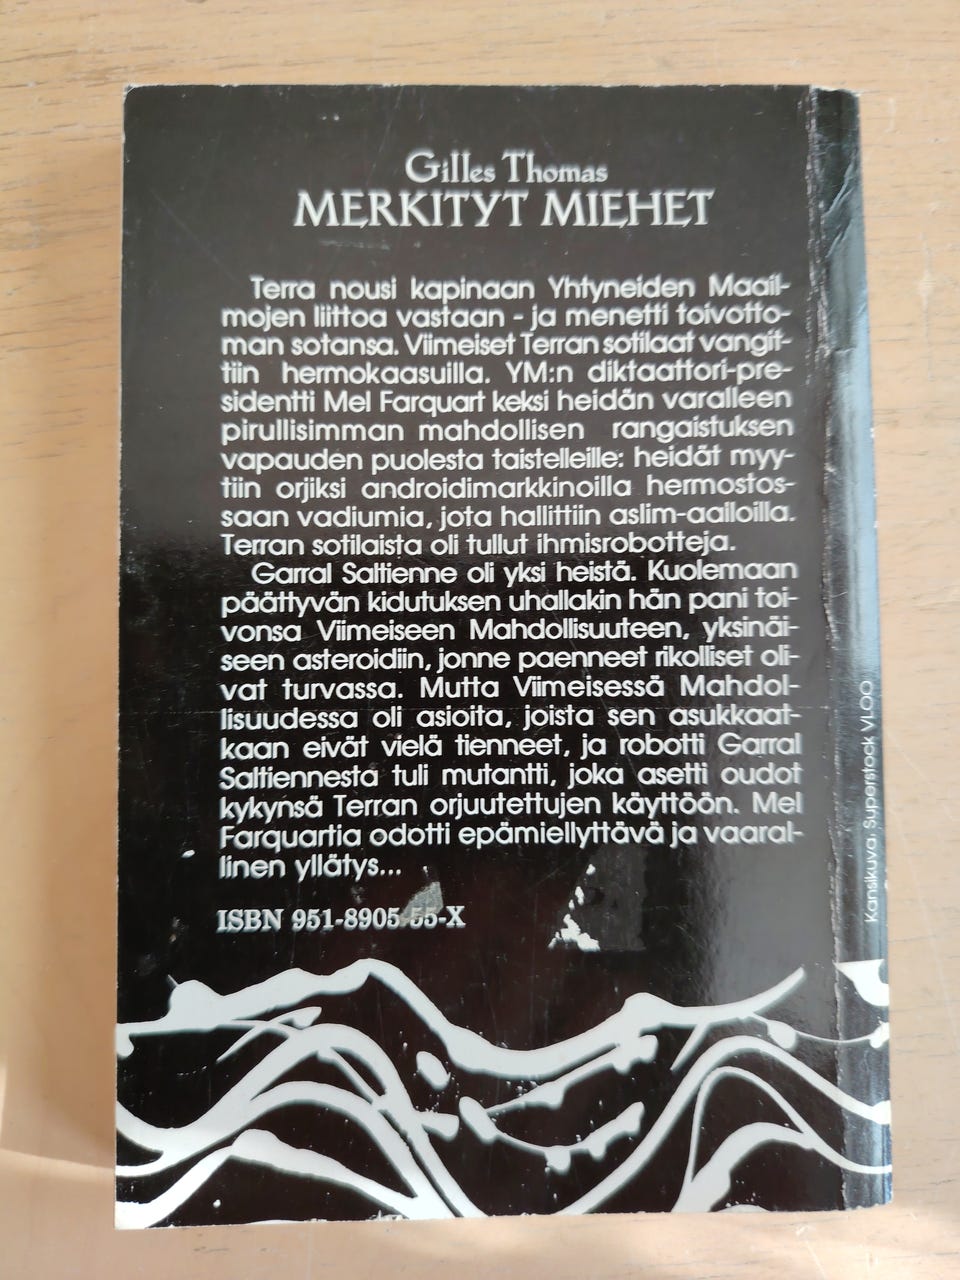 Gilles Thomas
MERKITYT MIEHET
Terra nousi kapinaan Yhtyneiden Maail-
mojen liittoa vastaan - ja menetti toivotto-
man sotansa. Viimeiset Terran sotilaat vangit-
tiin hermokaasuilla. YM:n diktaattori-pre-
sidentti Mel Farquart keksi heidän varalleen
pirullisimman mahdollisen rangaistuksen
vapauden puolesta taistelleille: heidät myy-
tiin orjiksi androidimarkkinoilla hermostos-
saan vadiumia, jota hallittiin aslim-aalloilla.
Terran sotilaista oli tullut ihmisrobotteja.
Garral Saltienne oli yksi heistä. Kuolemaan
päättyvän kidutuksen uhallakin hän pani toi-
vonsa Viimeiseen Mahdollisuuteen, yksinäi-
seen asteroidiin, jonne paenneet rikolliset oli-
vat turvassa. Mutta Viimeisessä Mahdol-
lisuudessa oli asioita, joista sen asukkaat-
kaan eivät vielä tienneet, ja robotti Garral
Saltiennesta tuli mutantti, joka asetti oudot
kykynsä Terran orjuutettujen käyttöön. Mel
Farquartia odotti epämiellyttävä ja vaaral-
linen yllätys...
ISBN 951-8905-55-X
Kansikuva: Superstock VLOO